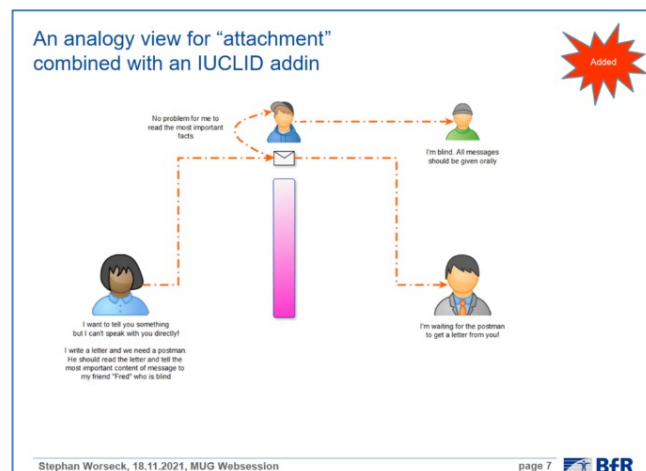 An analogy view for “attachment”
combined with an IUCLID addin
Added
No problem for me to
read the most important
facts.
I'm blind. All messages
should be given orally
I want to tell you something
but I can't speak with you directly!
I write a letter and we need a postman.
He should read the letter and tell the
most important content of message to
my friend "Fred" who is blind
I'm waiting for the postman
to get a letter from you!
Stephan Worseck, 18.11.2021, MUG Websession
page 7
BfR